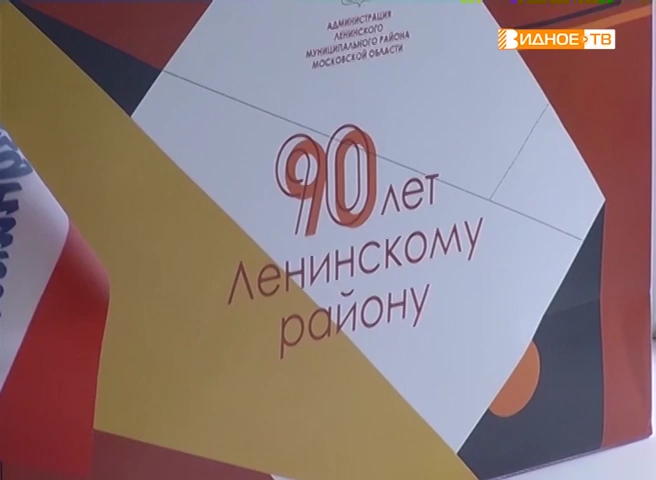 АДМИНИСТРАЦИЯ
ЛЕНИНСКОГО
МУНИЦИПАЛЬНОГО РАЙОНА
МОСКОВСКОЙ ОБЛАСТИ
ВИДНОЕ ТВ
90 лет
Ленинскому
району